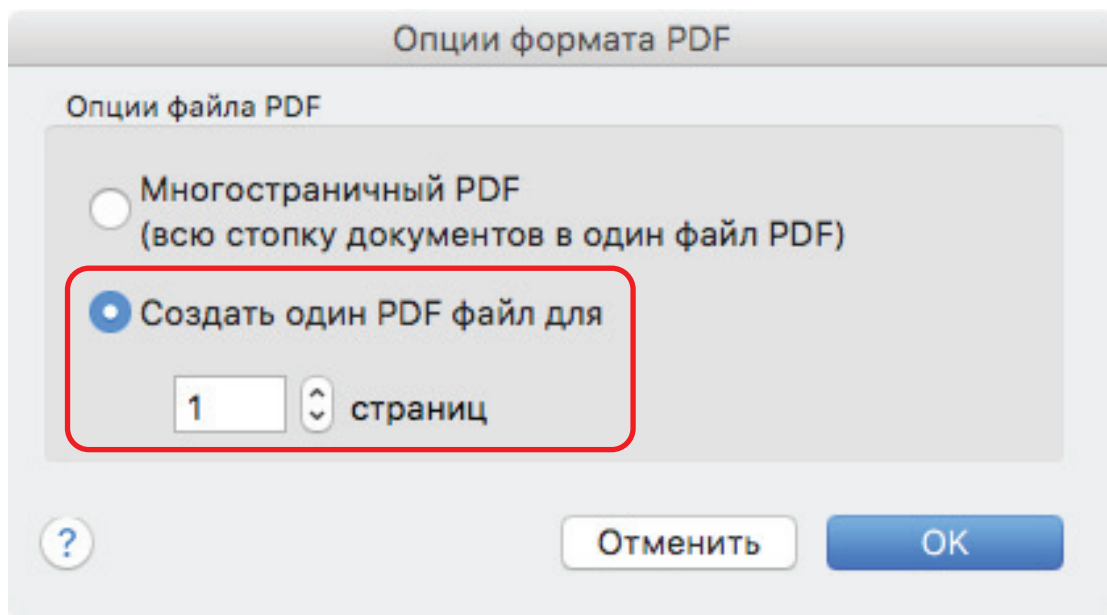 Опции формата PDF
Опции файла PDF
Многостраничный PDF
(всю стопку документов в один файл PDF)
Создать один PDF файл для
1 страниц
? Отменить OK